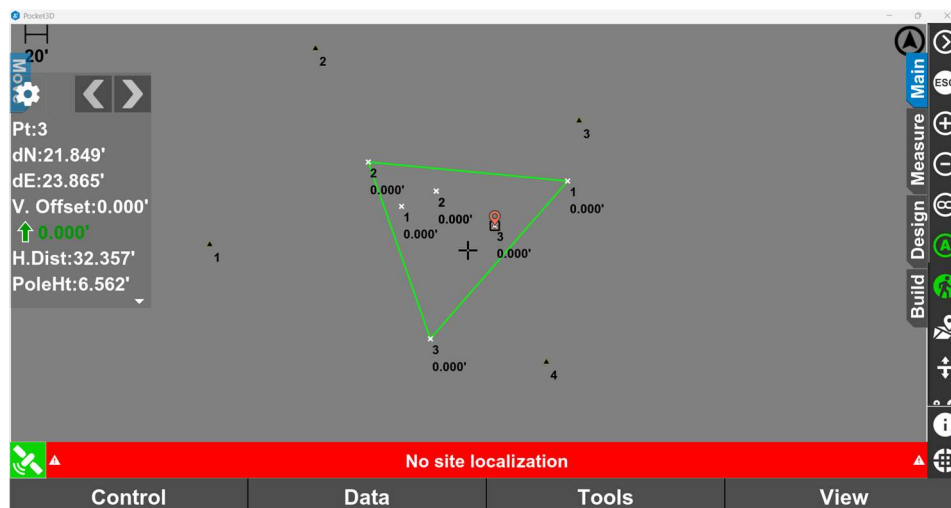 Pocket3D
20'
Move
Pt:3
dN:21.849'
dE:23.865'
V. Offset:0.000'
0.000'
H.Dist:32.357'
PoleHt:6.562'
2
3
1
4
2
0.000'
1
0.000'
2
0.000'
1
0.000'
3
0.000'
3
0.000'
Main
Measure
Design
Build
ESC
A
No site localization
Control
Data
Tools
View